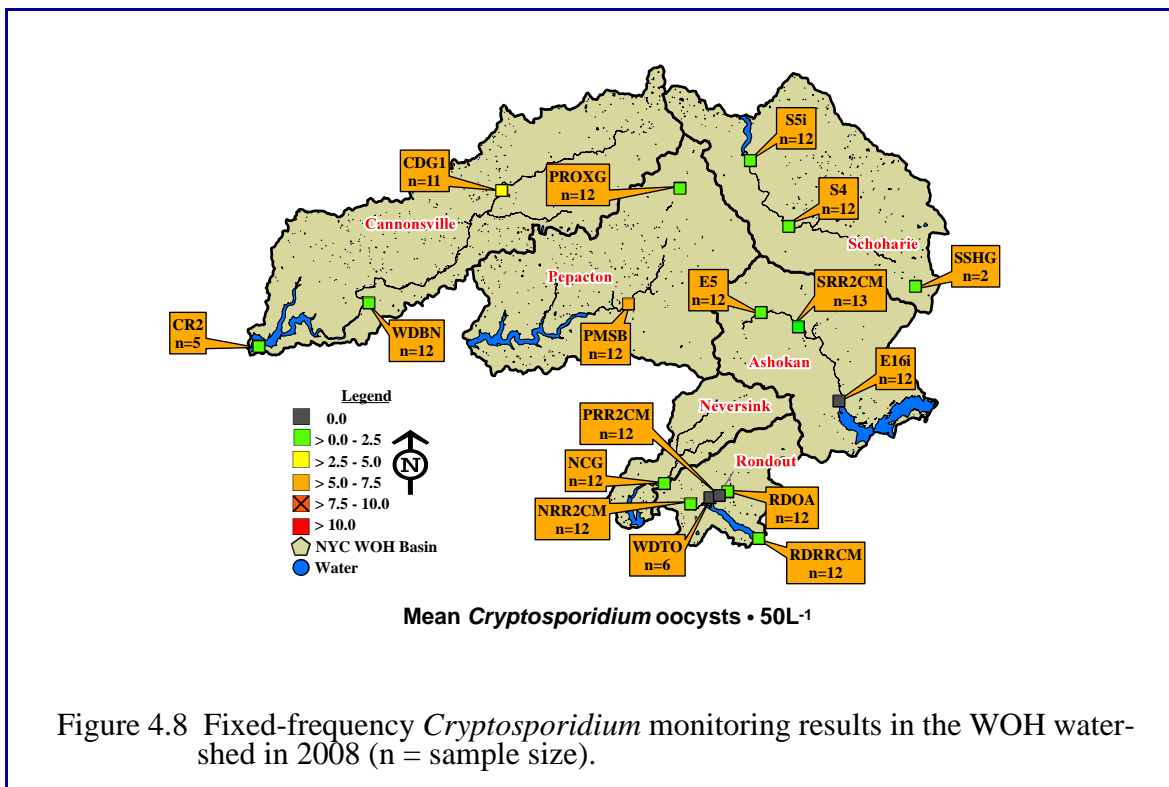 S5i
n=12
CDG1
n=11
PROXG
n=12
S4
n=12
Cannonsville
Schoharie
SSHG
n=2
Pepacton
E5
n=12
SRR2CM
n=13
CR2
n=5
WDBN
n=12
PMSB
n=12
Ashokan
E16i
n=12
Legend
0.0
> 0.0 - 2.5
> 2.5 - 5.0
> 5.0 - 7.5
> 7.5 - 10.0
> 10.0
NYC WOH Basin
Water
N
Neversink
PRR2CM
n=12
Rondout
NCG
n=12
NRR2CM
n=12
RDOA
n=12
WDTO
n=6
RDRRCM
n=12
Mean Cryptosporidium oocysts • 50L-1
Figure 4.8 Fixed-frequency Cryptosporidium monitoring results in the WOH water-
shed in 2008 (n = sample size).